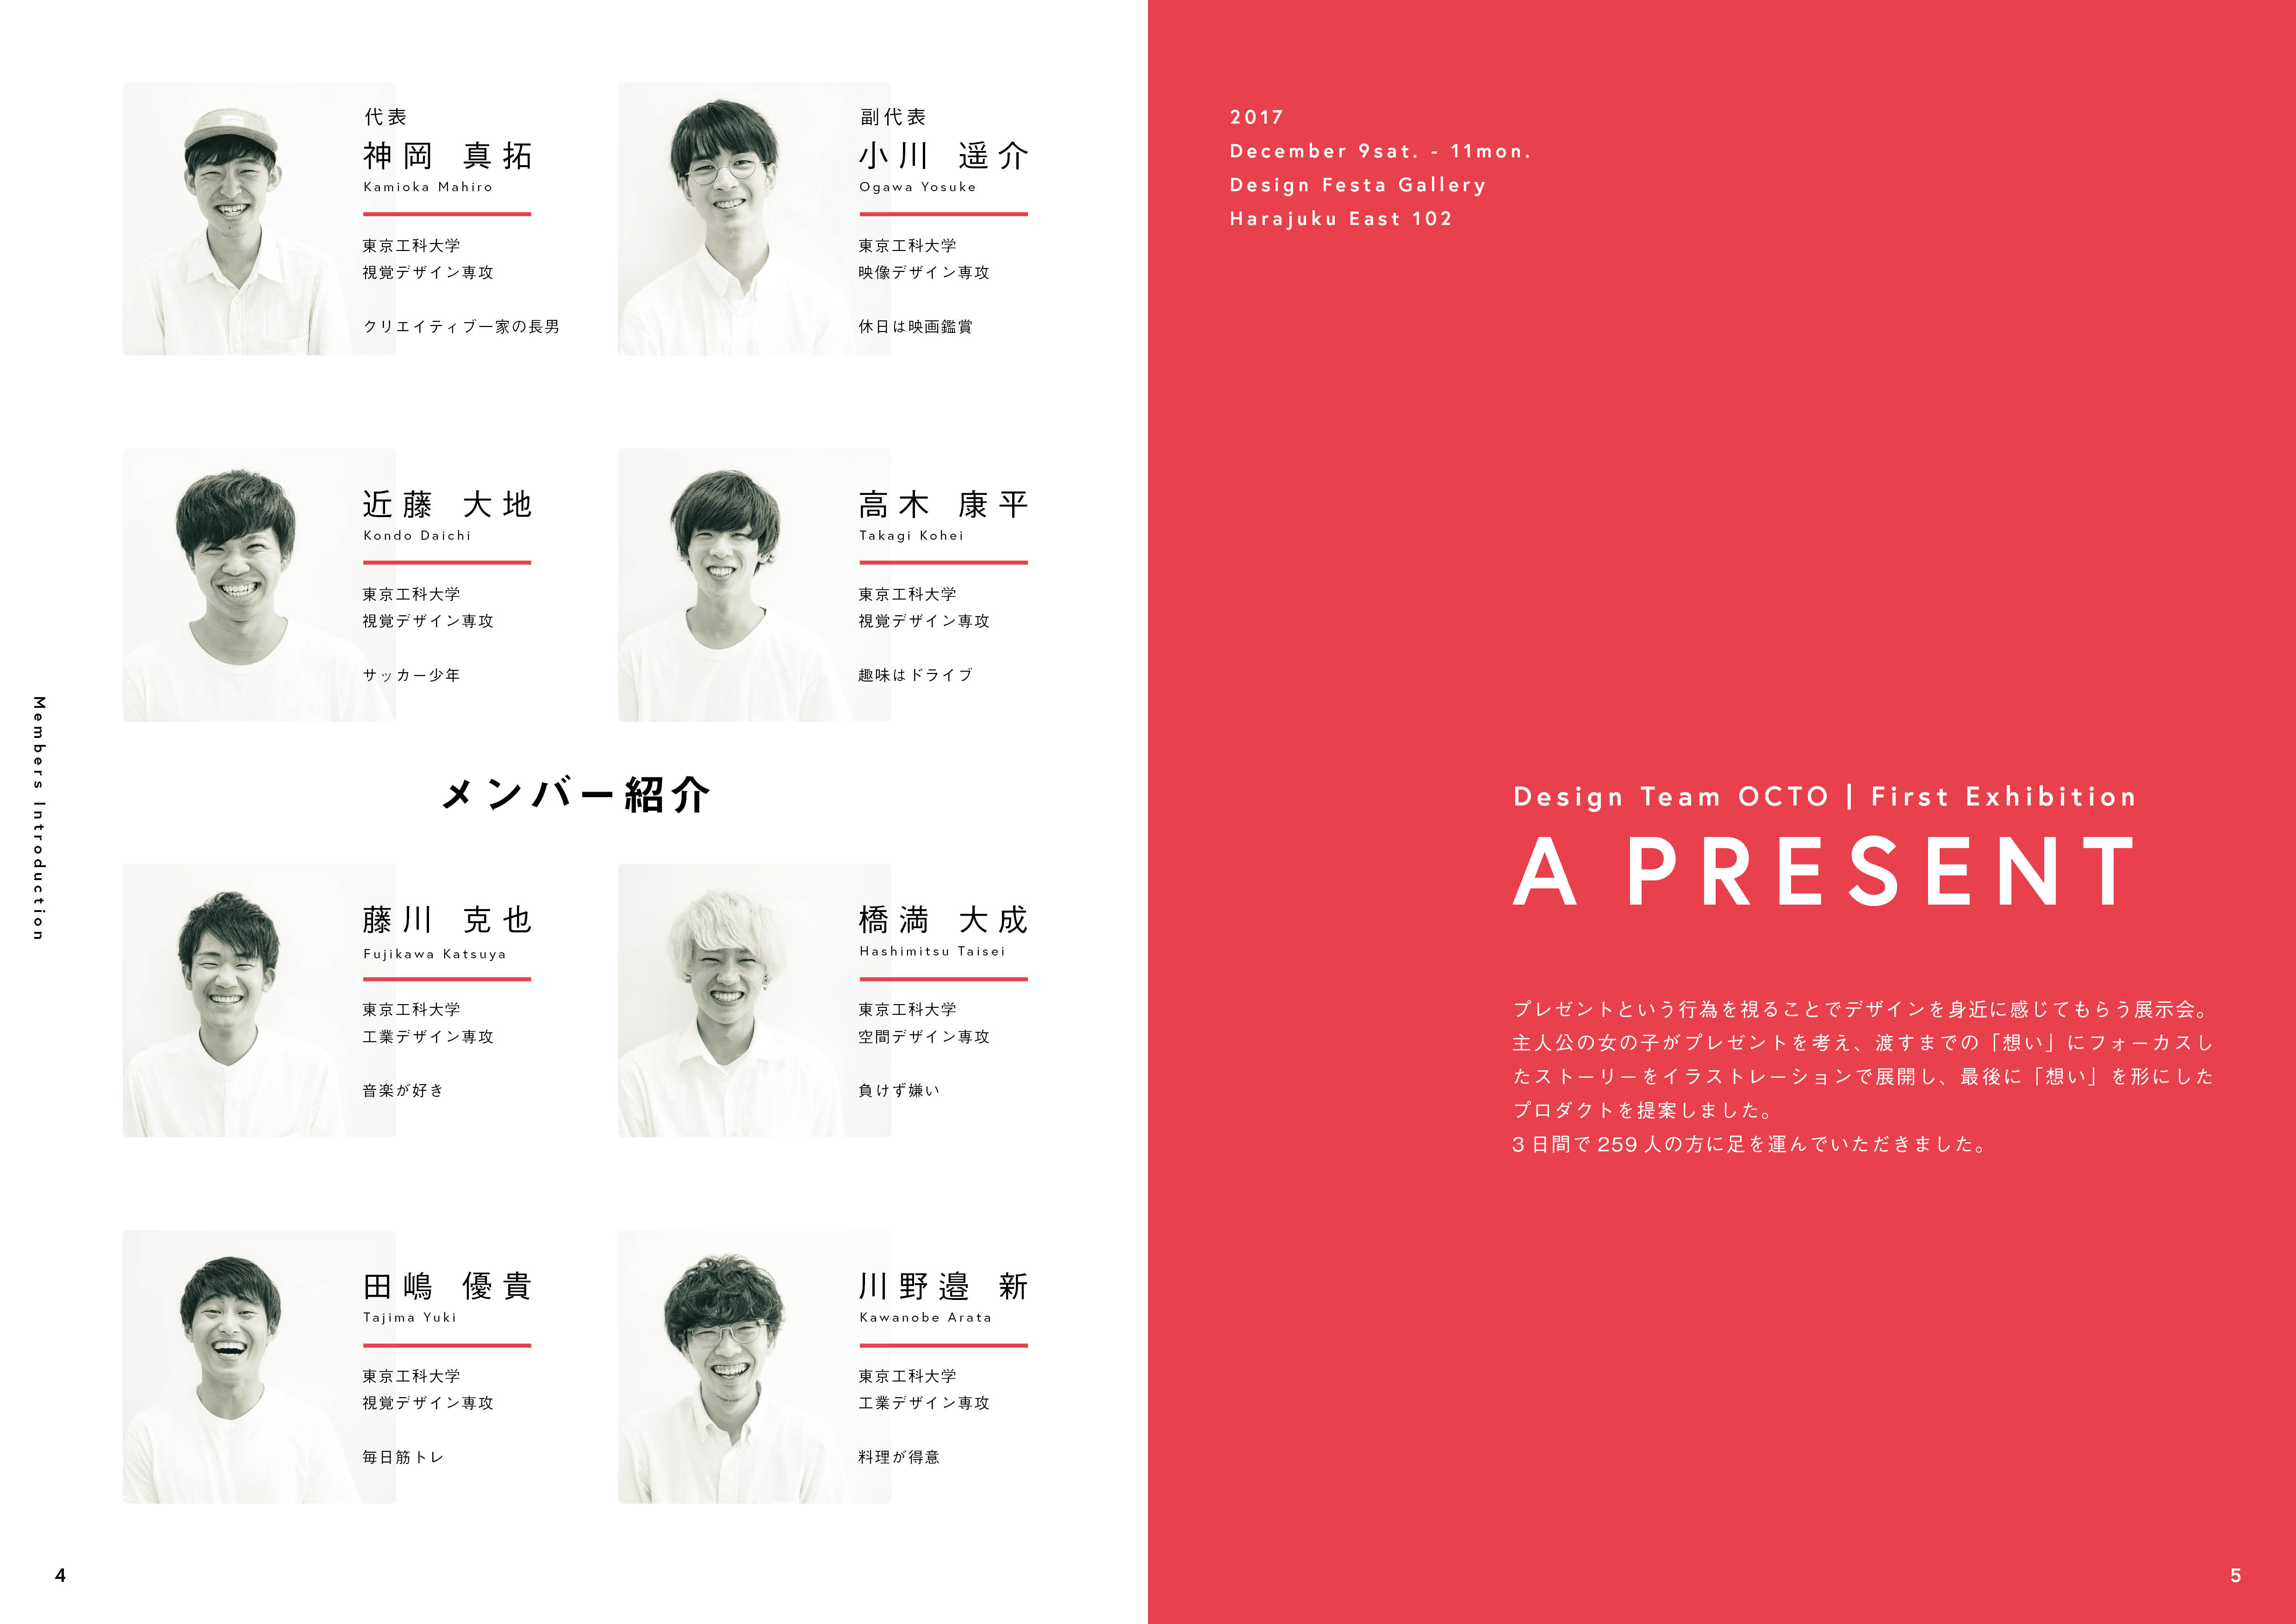 代表
神岡 真拓
Kamioka Mahiro
東京工科大学
視覚デザイン専攻
クリエイティブ一家の長男
副代表
小川 遥介
Ogawa Yosuke
東京工科大学
映像デザイン専攻
休日は映画鑑賞
近藤 大地
Kondo Daichi
東京工科大学
視覚デザイン専攻
サッカー少年
高木 康平
Takagi Kohei
東京工科大学
視覚デザイン専攻
趣味はドライブ
Members Introduction
メンバー紹介
藤川 克也
Fujikawa Katsuya
東京工科大学
工業デザイン専攻
音楽が好き
橋満 大成
Hashimitsu Taisei
東京工科大学
空間デザイン専攻
負けず嫌い
田嶋 優貴
Tajima Yuki
東京工科大学
視覚デザイン専攻
毎日筋トレ
川野邉 新
Kawanobe Arata
東京工科大学
工業デザイン専攻
料理が得意
4
2017
December 9sat. - 11mon.
Design Festa Gallery
Harajuku East 102
Design Team OCTO | First Exhibition
A PRESENT
プレゼントという行為を視ることでデザインを身近に感じてもらう展示会。
主人公の女の子がプレゼントを考え、渡すまでの「想い」にフォーカスし
たストーリーをイラストレーションで展開し、最後に「想い」を形にした
プロダクトを提案しました。
3日間で259人の方に足を運んでいただきました。
5